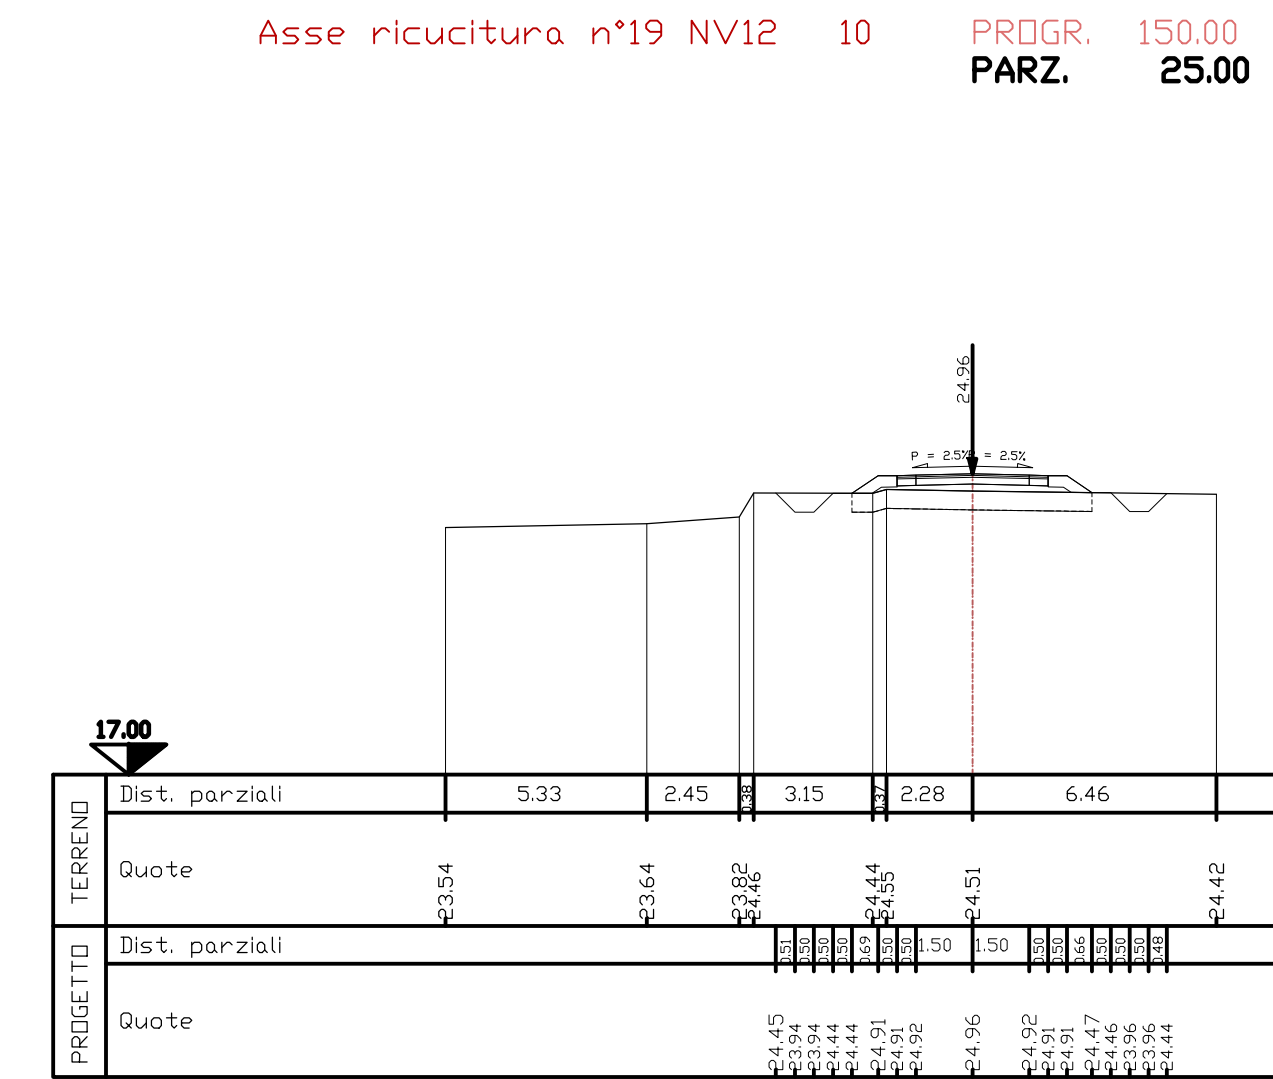 Asse ricucitura n°19 NV12 10 PROGR. 150.00
PARZ. 25.00
24.96
P = 2.5% P = 2.5%
17.00
TERRENO
Dist. parziali 5.33 2.45 0.38 3.15 0.37 2.28 6.46
Quote 23.54 23.64 23.82 24.46 24.44 24.55 24.51 24.42
PROGETTO
Dist. parziali 0.51 0.50 0.50 0.50 0.69 0.50 0.50 1.50 1.50 0.50 0.50 0.66 0.50 0.50 0.50 0.48
Quote 24.45 23.94 23.94 24.44 24.44 24.91 24.91 24.92 24.96 24.92 24.91 24.91 24.47 24.46 23.96 23.96 24.44